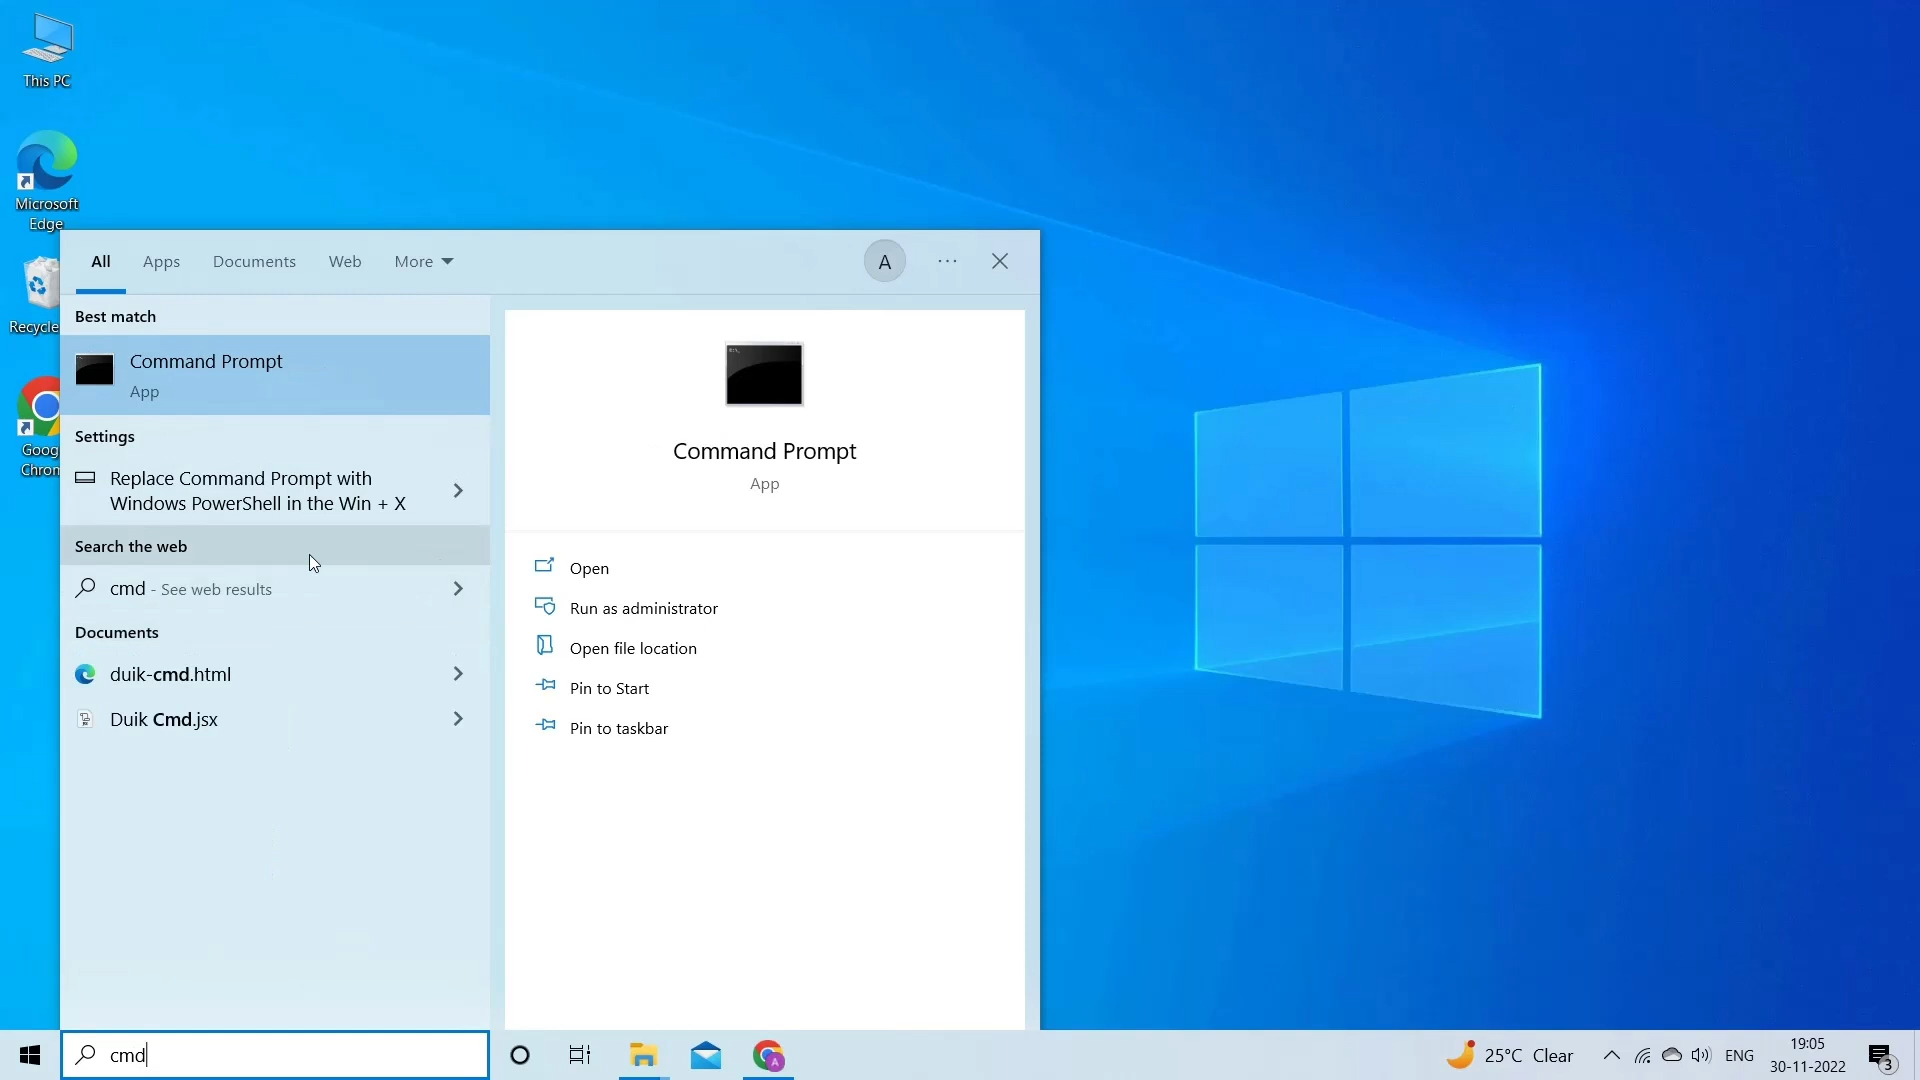 This PC
Microsoft
Edge
Recycle
Goog
Chrom
All
Apps
Documents
Web
More
A
Best match
Command Prompt
App
Settings
Replace Command Prompt with
Windows PowerShell in the Win + X
Search the web
cmd - See web results
Documents
duik-cmd.html
Duik Cmd.jsx
Command Prompt
App
Open
Run as administrator
Open file location
Pin to Start
Pin to taskbar
cmd
A
25°C Clear
ENG
19:05
30-11-2022
3